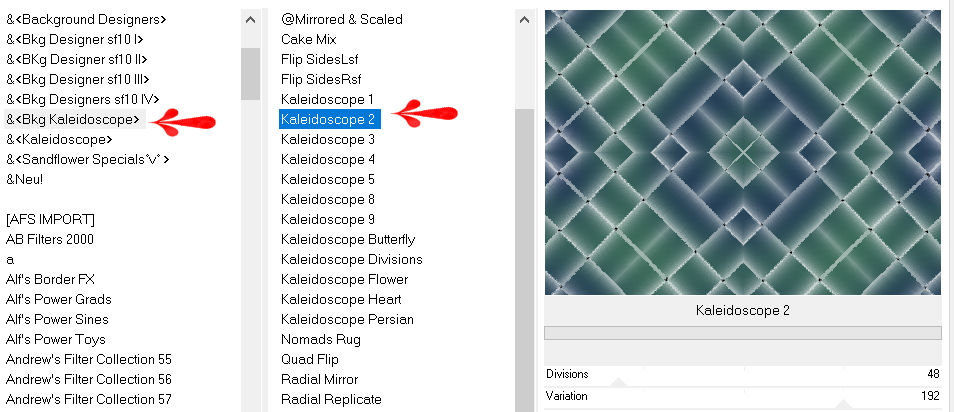 &<Background Designers>
&<Bkg Designer sf10 I>
&<BKg Designer sf10 II>
&<Bkg Designer sf10 III>
&<Bkg Designers sf10 IV>
&<Bkg Kaleidoscope>
&<Kaleidoscope>
&<Sandflower Specials°v° >
&Neu!
[AFS IMPORT]
AB Filters 2000
a
Alf's Border FX
Alf's Power Grads
Alf's Power Sines
Alf's Power Toys
Andrew's Filter Collection 55
Andrew's Filter Collection 56
Andrew's Filter Collection 57
@Mirrored & Scaled
Cake Mix
Flip SidesLsf
Flip SidesRsf
Kaleidoscope 1
Kaleidoscope 2
Kaleidoscope 3
Kaleidoscope 4
Kaleidoscope 5
Kaleidoscope 8
Kaleidoscope 9
Kaleidoscope Butterfly
Kaleidoscope Divisions
Kaleidoscope Flower
Kaleidoscope Heart
Kaleidoscope Persian
Nomads Rug
Quad Flip
Radial Mirror
Radial Replicate
Kaleidoscope 2
Divisions 48
Variation 192